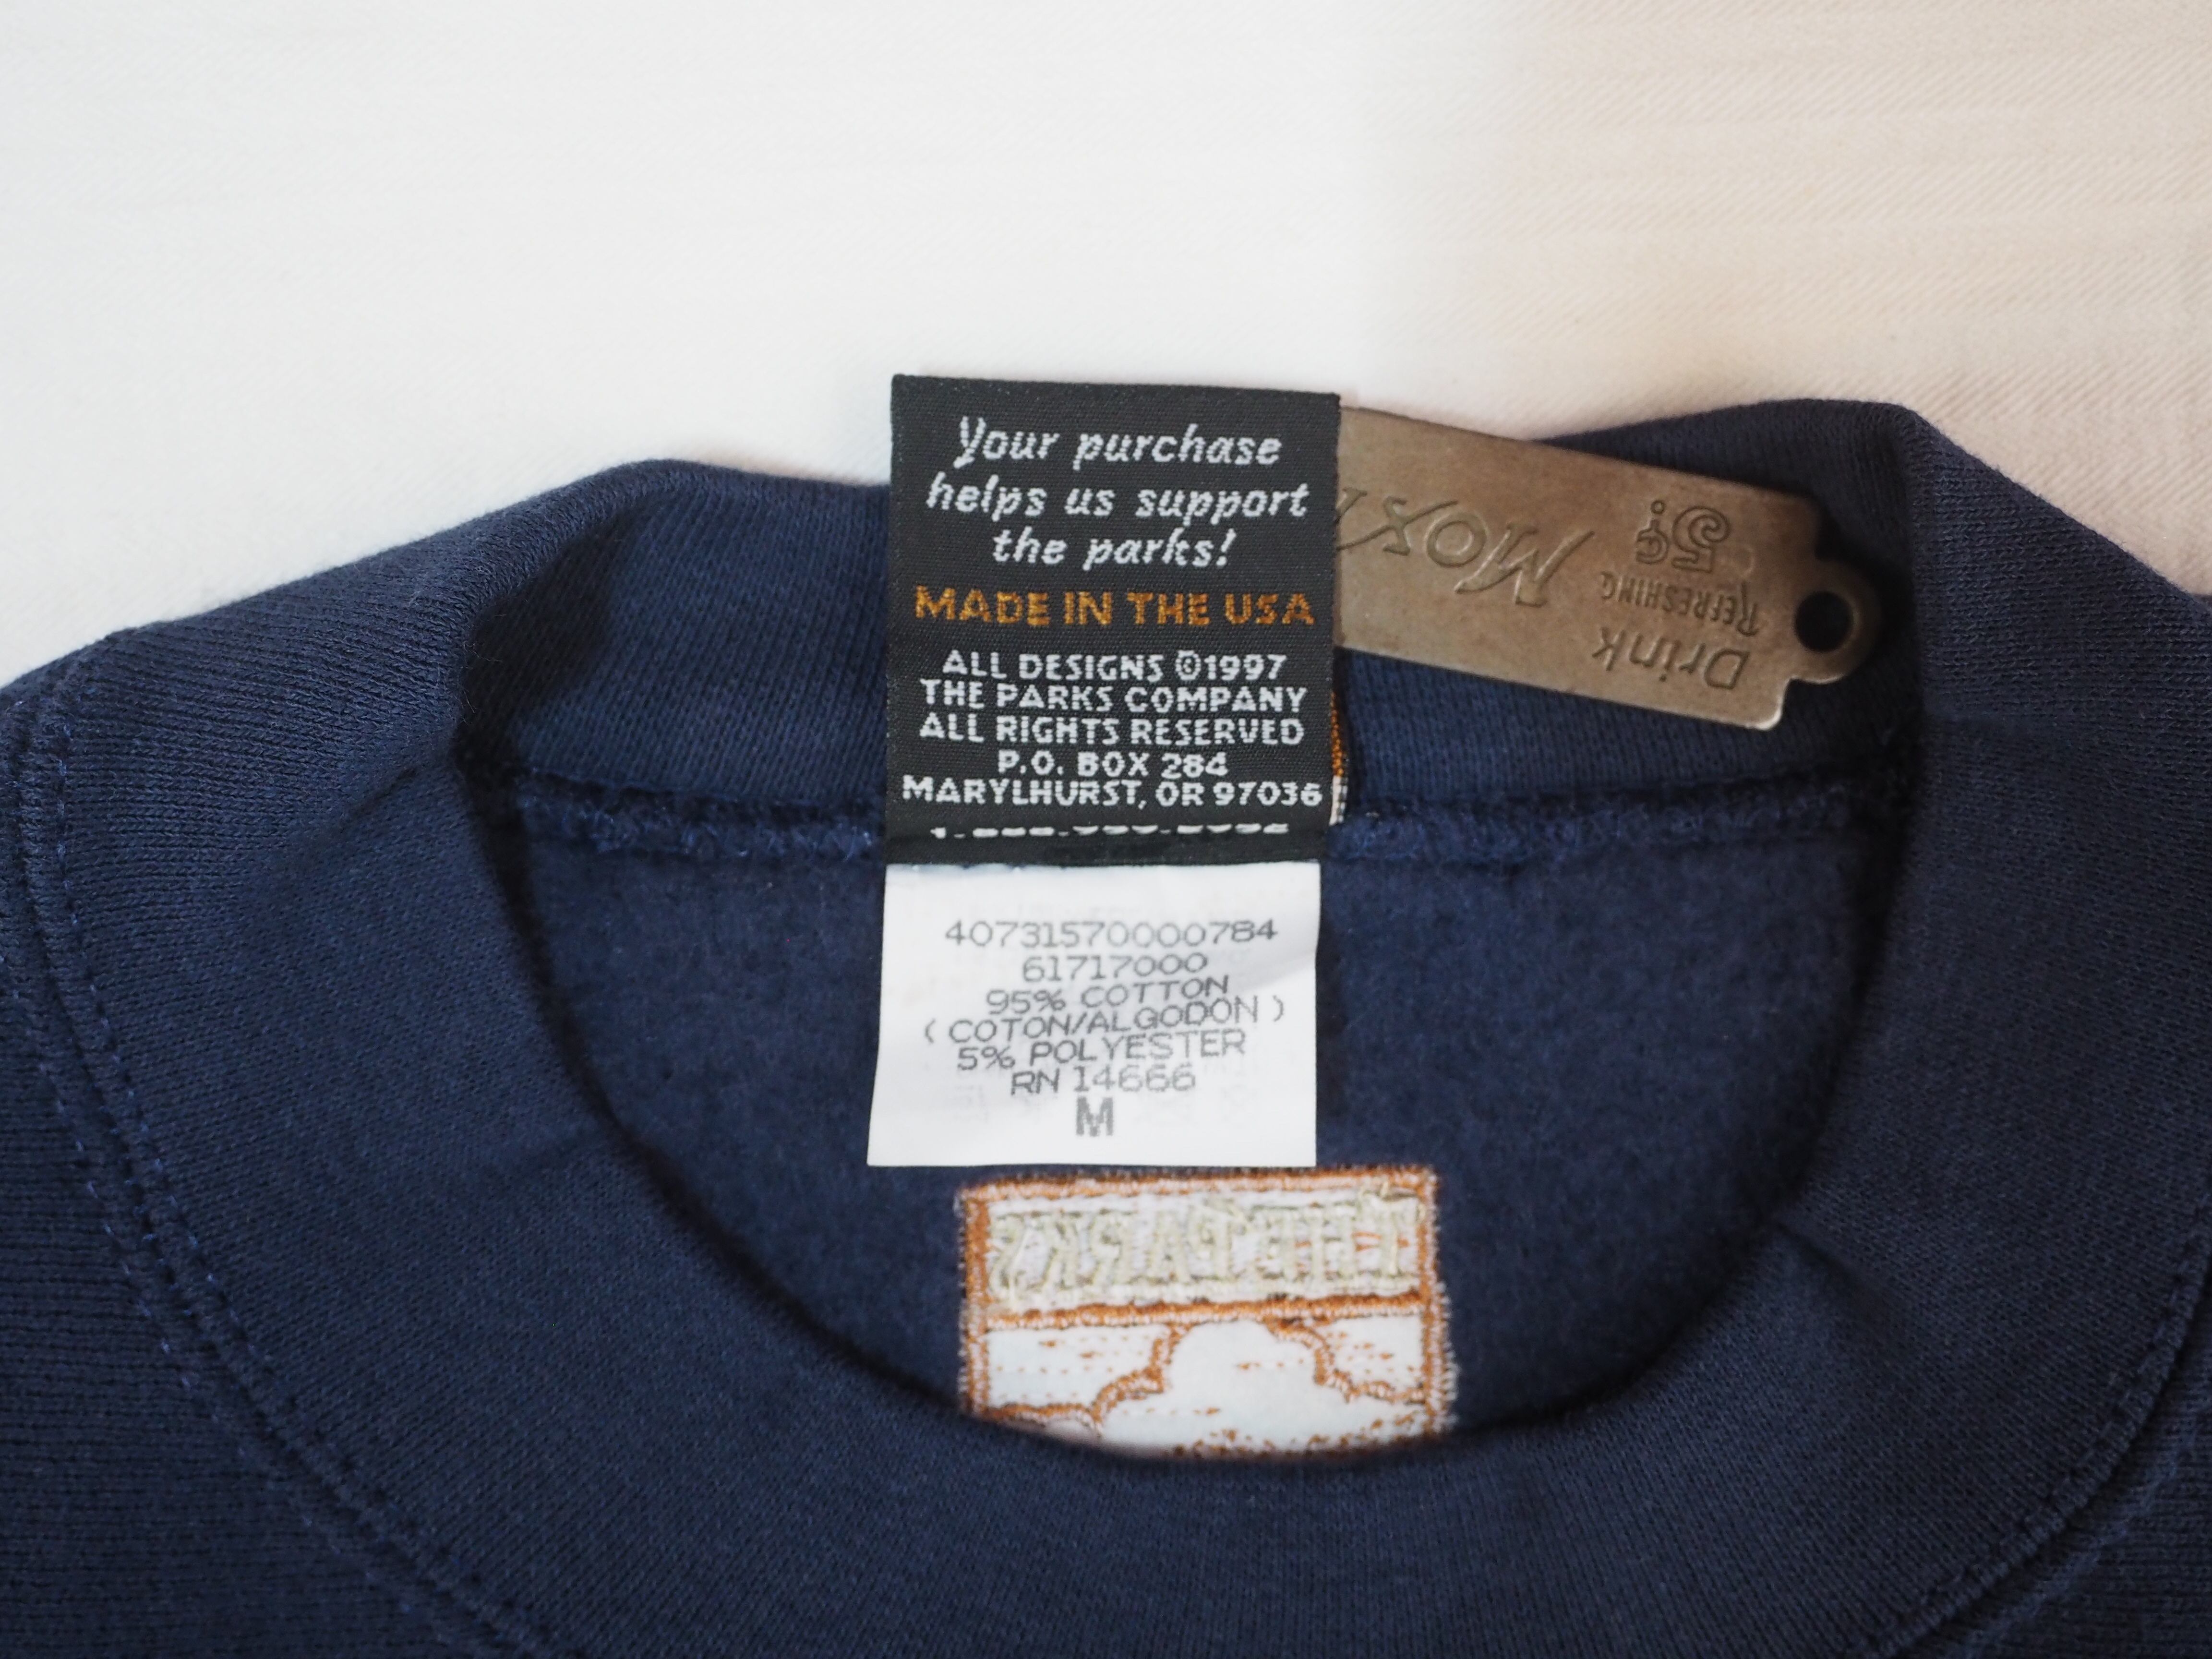 Your purchase
helps us support
the parks!
MADE IN THE USA
ALL DESIGNS ©1997
THE PARKS COMPANY
ALL RIGHTS RESERVED
P.O. BOX 284
MARYLHURST, OR 97036
Drink
REFRESHING
5¢
40731570000784
61717000
95% COTTON
( COTON/ALGODON )
5% POLYESTER
RN 14666
M
THE PARKS